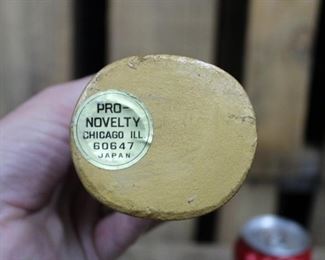 PRO-
NOVELTY
CHICAGO ILL
60647
JAPAN